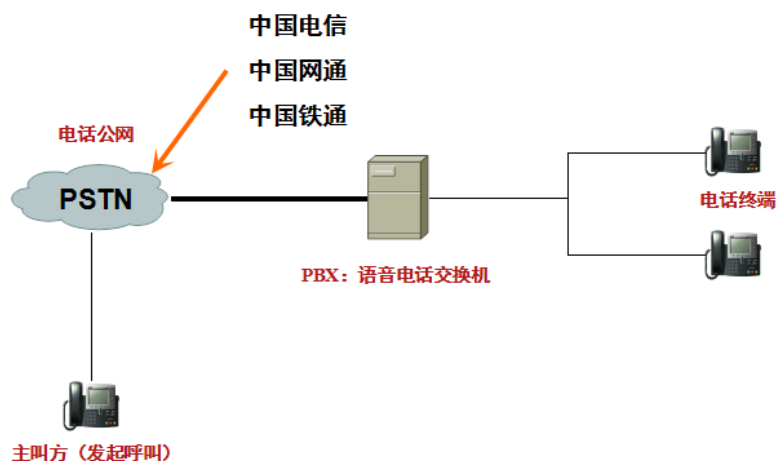 中国电信
中国网通
中国铁通
电话公网
PSTN
电话终端
PBX：语音电话交换机
主叫方（发起呼叫）